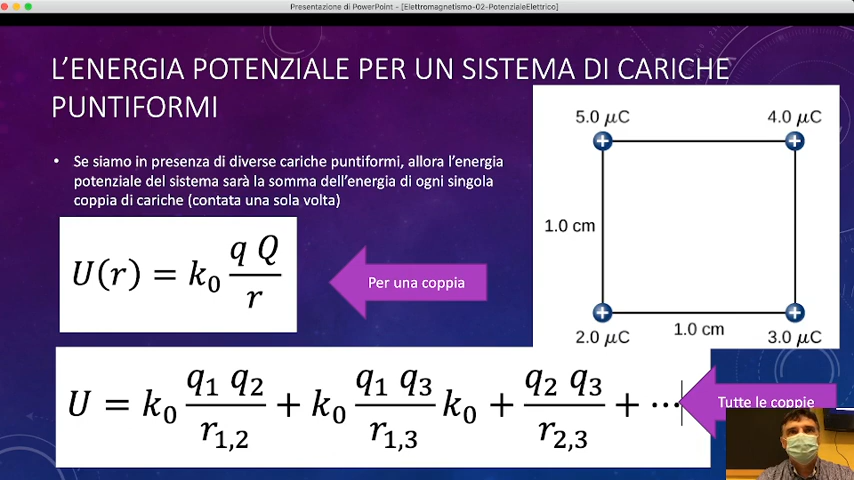 Presentazione di PowerPoint - [Elettromagnetismo-02-PotenzialeElettrico]
L'ENERGIA POTENZIALE PER UN SISTEMA DI CARICHE
PUNTIFORMI
• Se siamo in presenza di diverse cariche puntiformi, allora l'energia
potenziale del sistema sarà la somma dell'energia di ogni singola
coppia di cariche (contata una sola volta)
U(r) = k₀ q Q / r
Per una coppia
5.0 μC
4.0 μC
1.0 cm
1.0 cm
2.0 μC
3.0 μC
U = k₀ q₁ q₂ / r₁,₂ + k₀ q₁ q₃ / r₁,₃ k₀ + q₂ q₃ / r₂,₃ + ⋯
Tutte le coppie